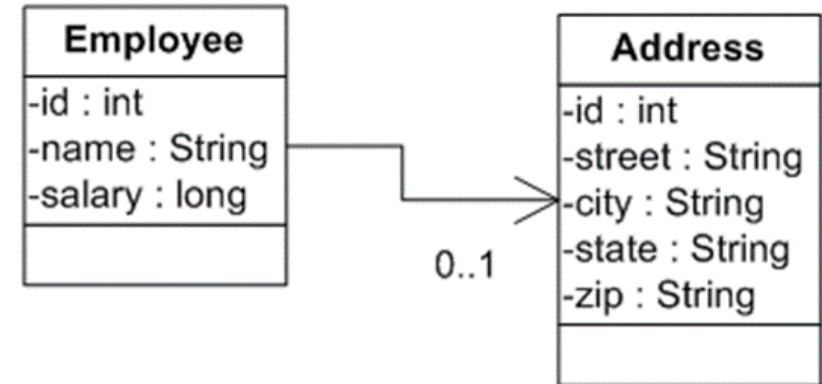 Employee
-id : int
-name : String
-salary : long
0..1
Address
-id : int
-street : String
-city : String
-state : String
-zip : String